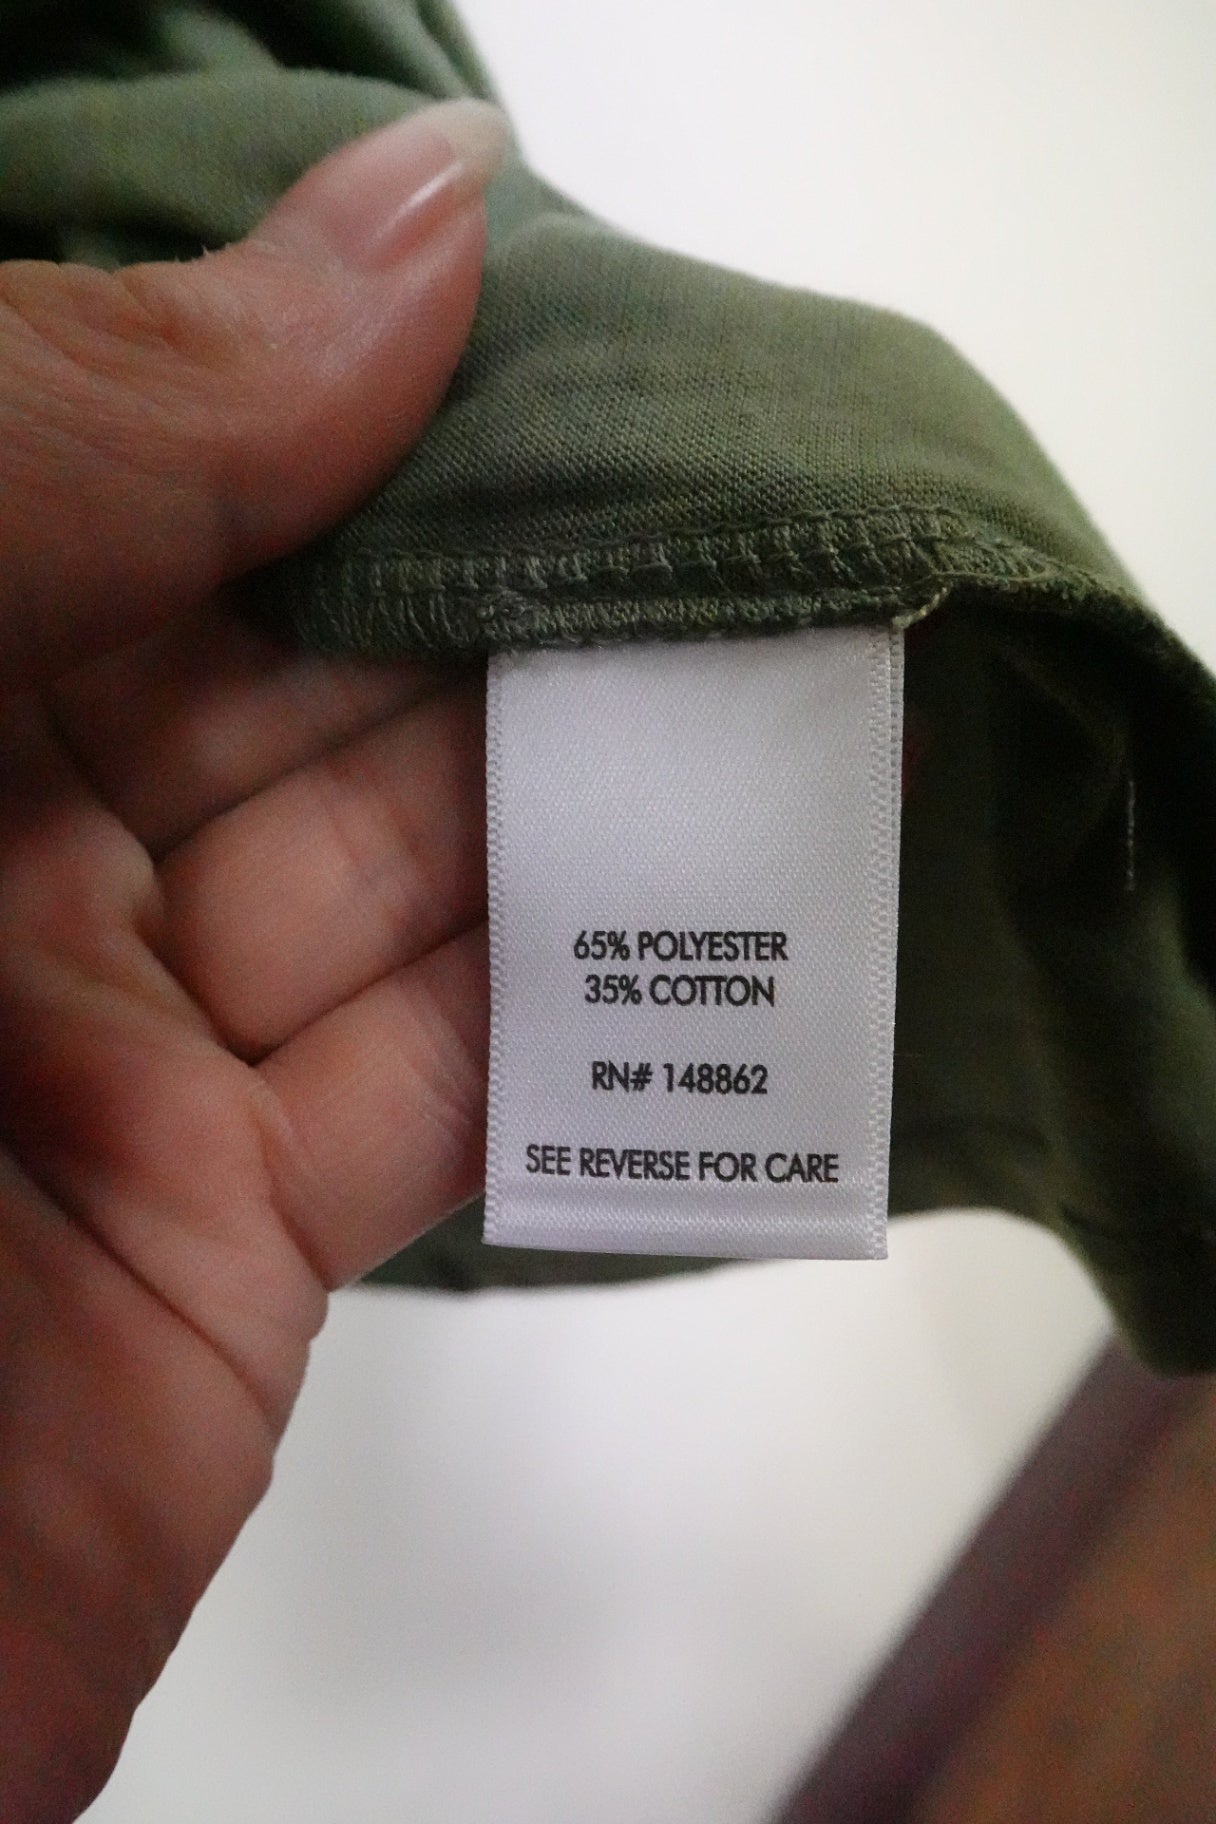 65% POLYESTER
35% COTTON
RN# 148862
SEE REVERSE FOR CARE